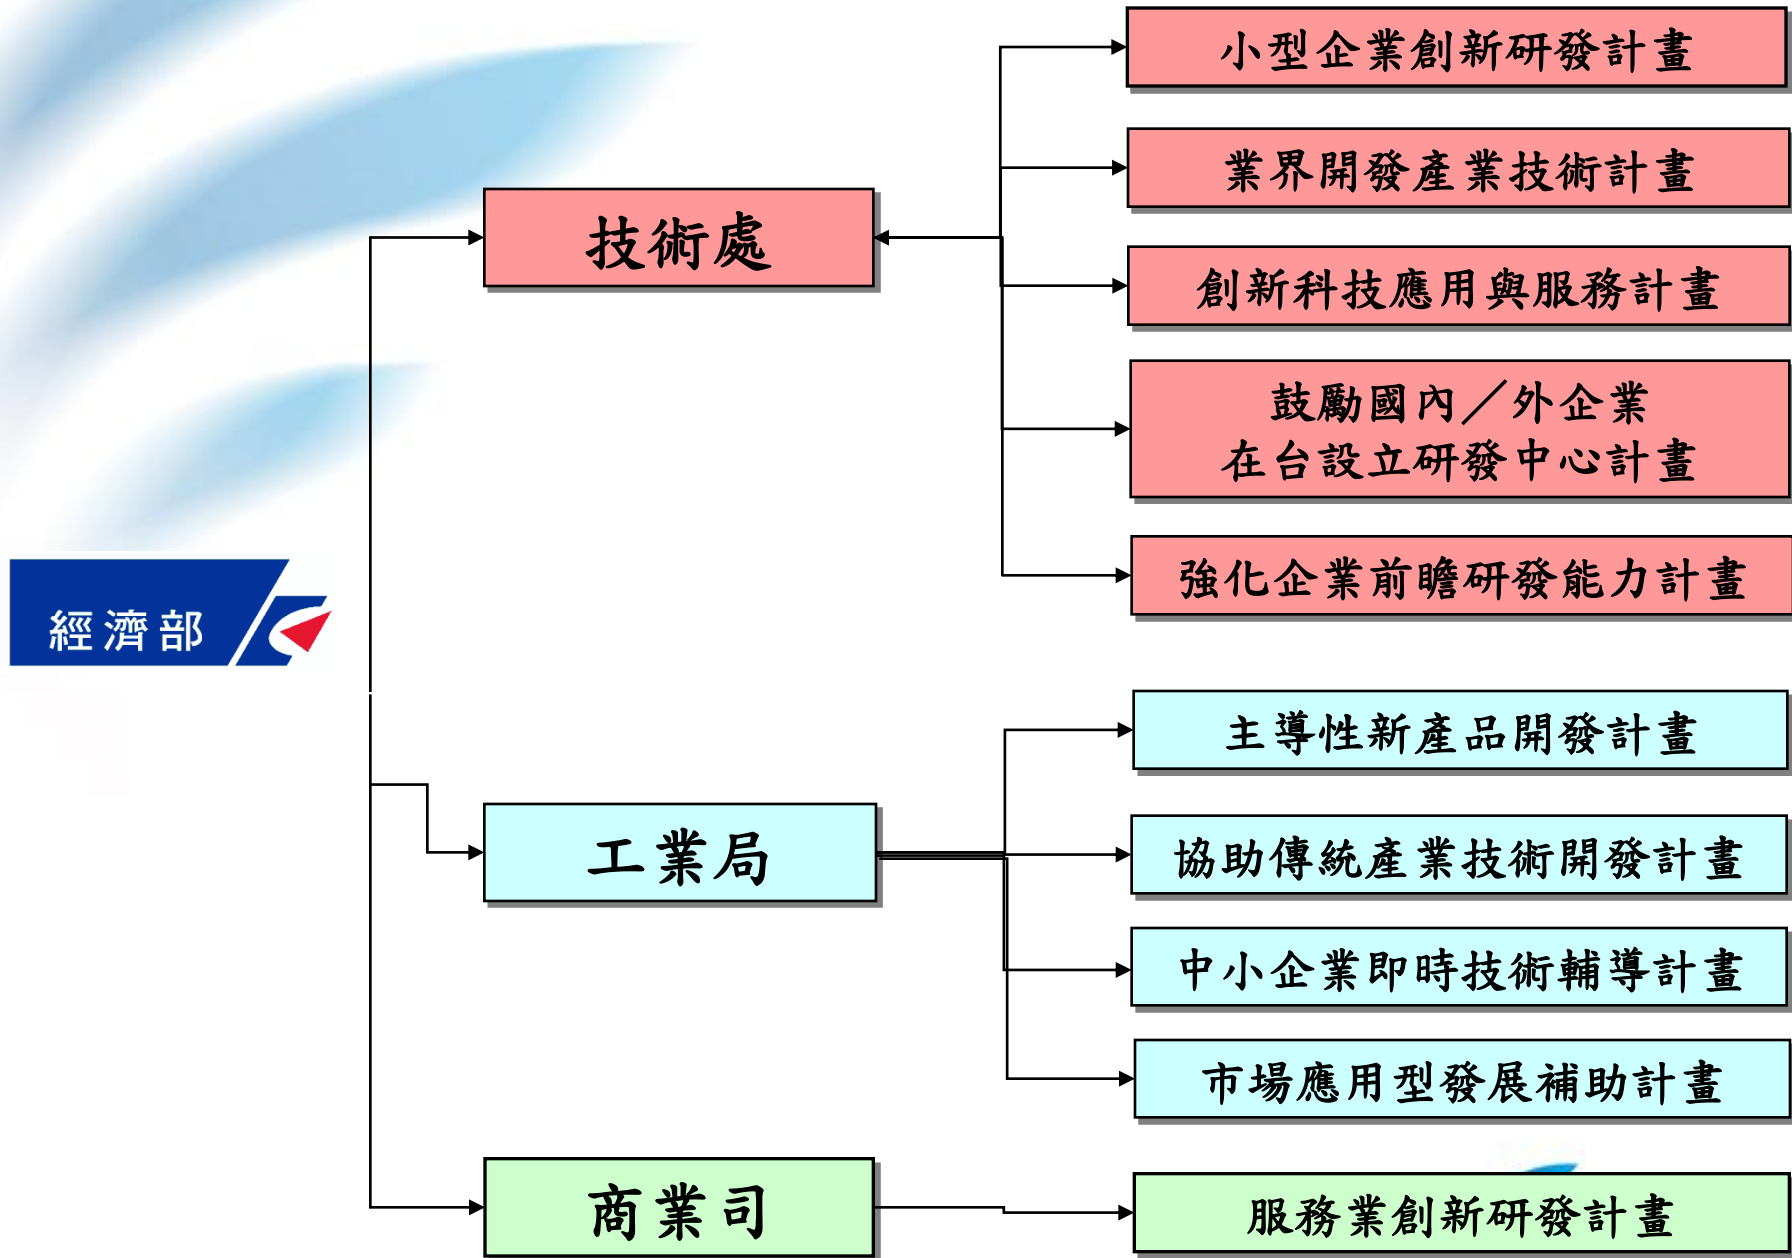 小型企業創新研發計畫
業界開發產業技術計畫
技術處
創新科技應用與服務計畫
鼓勵國內／外企業
在台設立研發中心計畫
強化企業前瞻研發能力計畫
經濟部
主導性新產品開發計畫
工業局
協助傳統產業技術開發計畫
中小企業即時技術輔導計畫
市場應用型發展補助計畫
商業司
服務業創新研發計畫